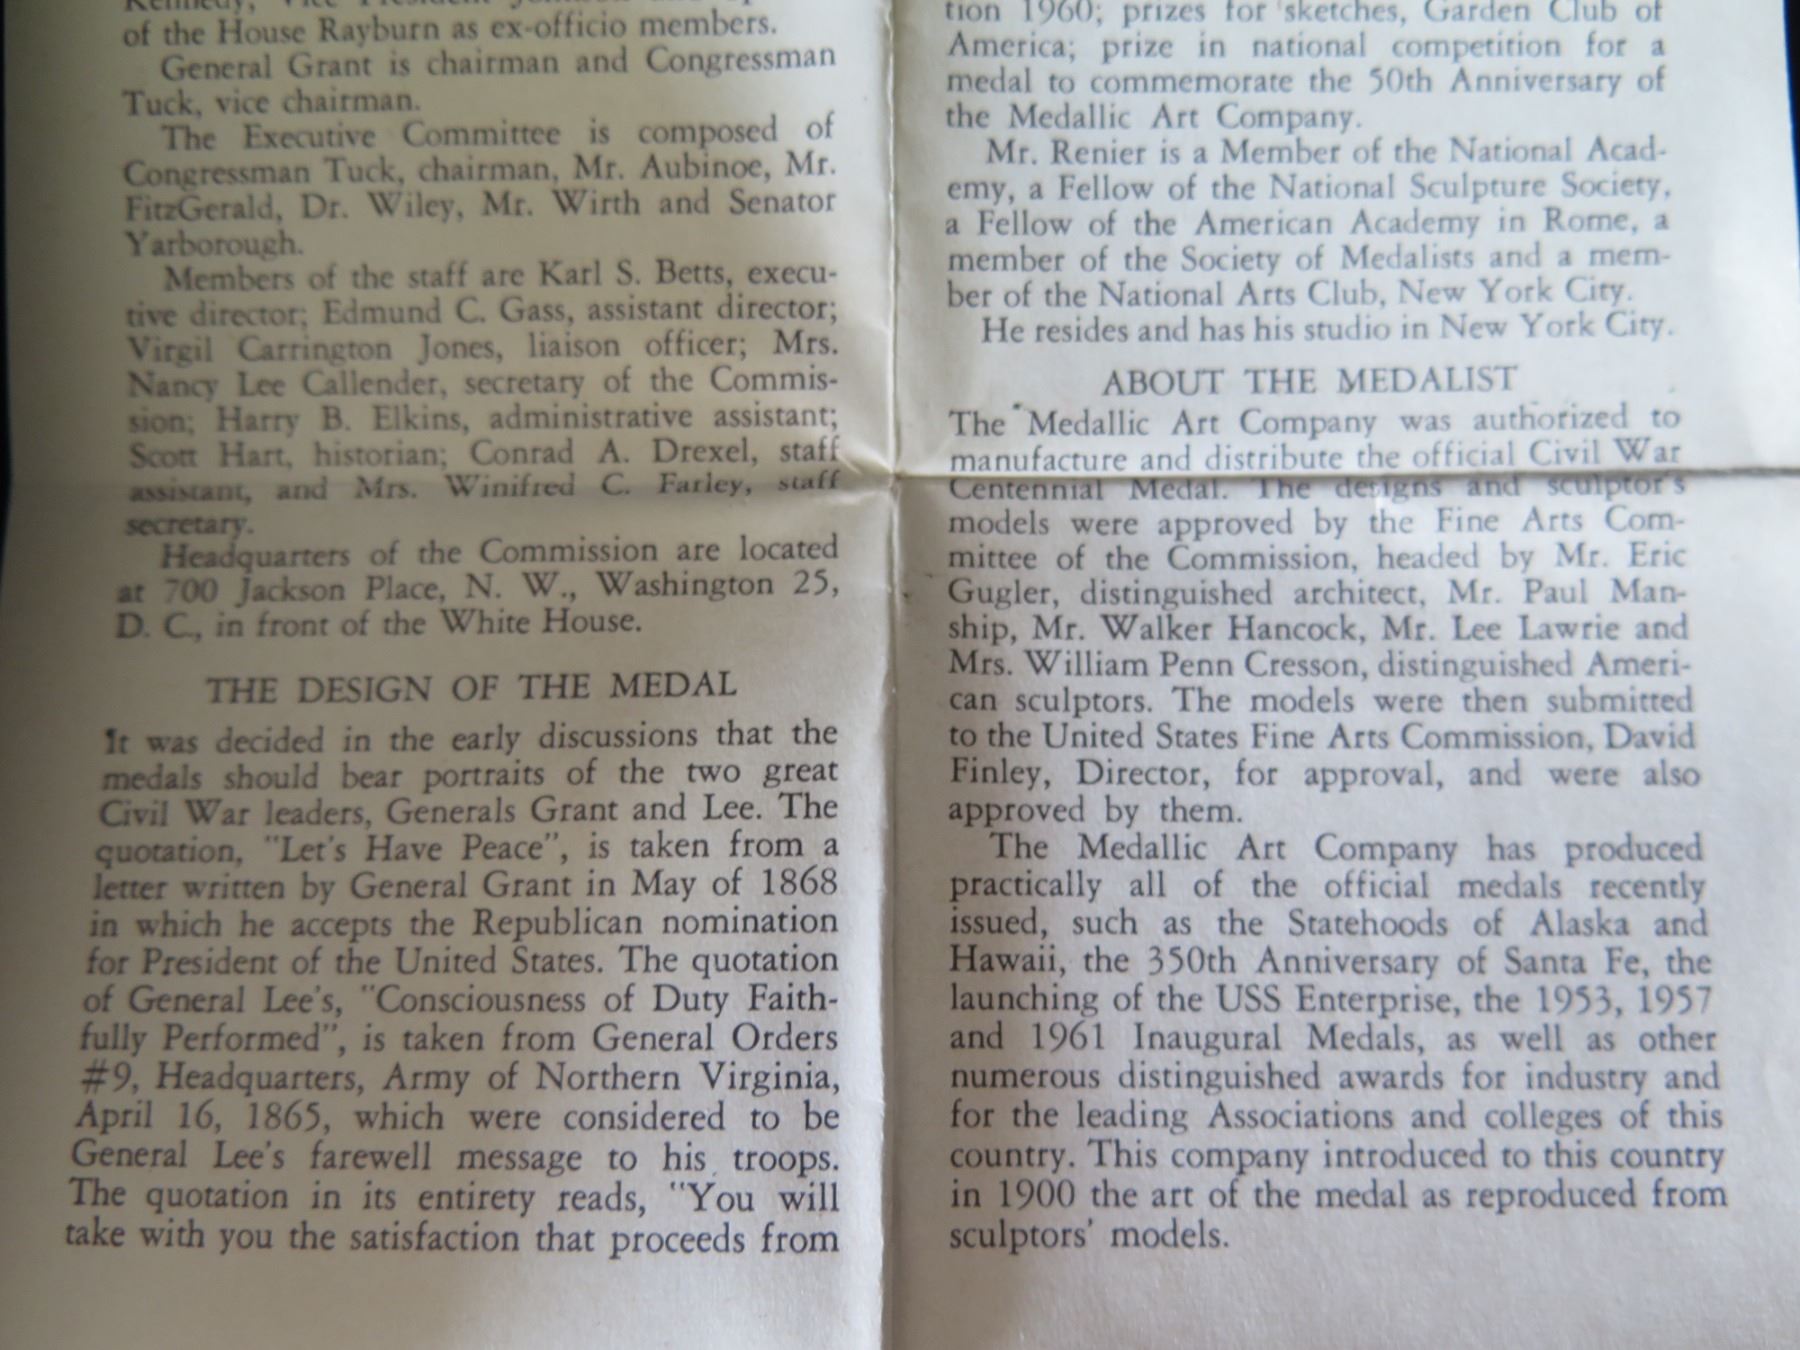 Kennedy, Vice President Johnson and Sp
of the House Rayburn as ex-officio members.
General Grant is chairman and Congressman
Tuck, vice chairman.
The Executive Committee is composed of
Congressman Tuck, chairman, Mr. Aubinoe, Mr.
FitzGerald, Dr. Wiley, Mr. Wirth and Senator
Yarborough.
Members of the staff are Karl S. Betts, execu-
tive director; Edmund C. Gass, assistant director;
Virgil Carrington Jones, liaison officer; Mrs.
Nancy Lee Callender, secretary of the Commis-
sion; Harry B. Elkins, administrative assistant;
Scott Hart, historian; Conrad A. Drexel, staff
assistant, and Mrs. Winifred C. Farley, staff
secretary.
Headquarters of the Commission are located
at 700 Jackson Place, N. W., Washington 25,
D. C., in front of the White House.
THE DESIGN OF THE MEDAL
It was decided in the early discussions that the
medals should bear portraits of the two great
Civil War leaders, Generals Grant and Lee. The
quotation, "Let's Have Peace", is taken from a
letter written by General Grant in May of 1868
in which he accepts the Republican nomination
for President of the United States. The quotation
of General Lee's, "Consciousness of Duty Faith-
fully Performed", is taken from General Orders
#9, Headquarters, Army of Northern Virginia,
April 16, 1865, which were considered to be
General Lee's farewell message to his troops.
The quotation in its entirety reads, "You will
take with you the satisfaction that proceeds from
tion 1960; prizes for sketches, Garden Club of
America; prize in national competition for a
medal to commemorate the 50th Anniversary of
the Medallic Art Company.
Mr. Renier is a Member of the National Acad-
emy, a Fellow of the National Sculpture Society,
a Fellow of the American Academy in Rome, a
member of the Society of Medalists and a mem-
ber of the National Arts Club, New York City.
He resides and has his studio in New York City.
ABOUT THE MEDALIST
The Medallic Art Company was authorized to
manufacture and distribute the official Civil War
Centennial Medal. The designs and sculptor's
models were approved by the Fine Arts Com-
mittee of the Commission, headed by Mr. Eric
Gugler, distinguished architect, Mr. Paul Man-
ship, Mr. Walker Hancock, Mr. Lee Lawrie and
Mrs. William Penn Cresson, distinguished Ameri-
can sculptors. The models were then submitted
to the United States Fine Arts Commission, David
Finley, Director, for approval, and were also
approved by them.
The Medallic Art Company has produced
practically all of the official medals recently
issued, such as the Statehoods of Alaska and
Hawaii, the 350th Anniversary of Santa Fe, the
launching of the USS Enterprise, the 1953, 1957
and 1961 Inaugural Medals, as well as other
numerous distinguished awards for industry and
for the leading Associations and colleges of this
country. This company introduced to this country
in 1900 the art of the medal as reproduced from
sculptors' models.